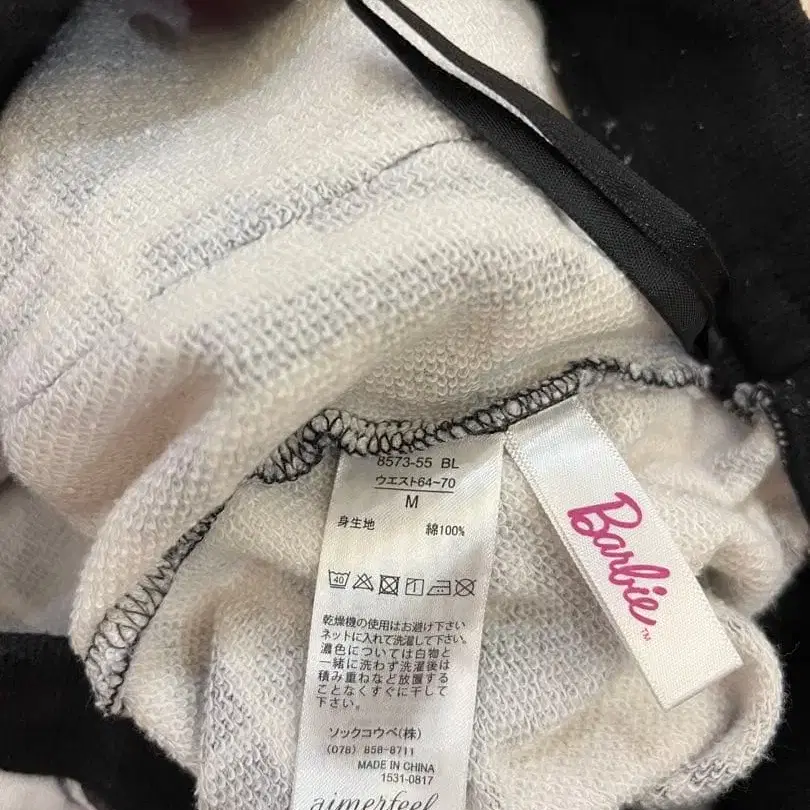 8573-55 BL
ウエスト64~70
M
身生地 綿100%
40
乾燥機の使用はお避け下さい
ネットに入れて洗濯して下さい。
濃色については白物と
一緒に洗わず洗濯後は
積み重ねなど放置する
ことなくすぐに干して
下さい。
ソックコウベ(株)
(078) 858-8711
MADE IN CHINA
1531-0817
aimerfeel
Barbie™